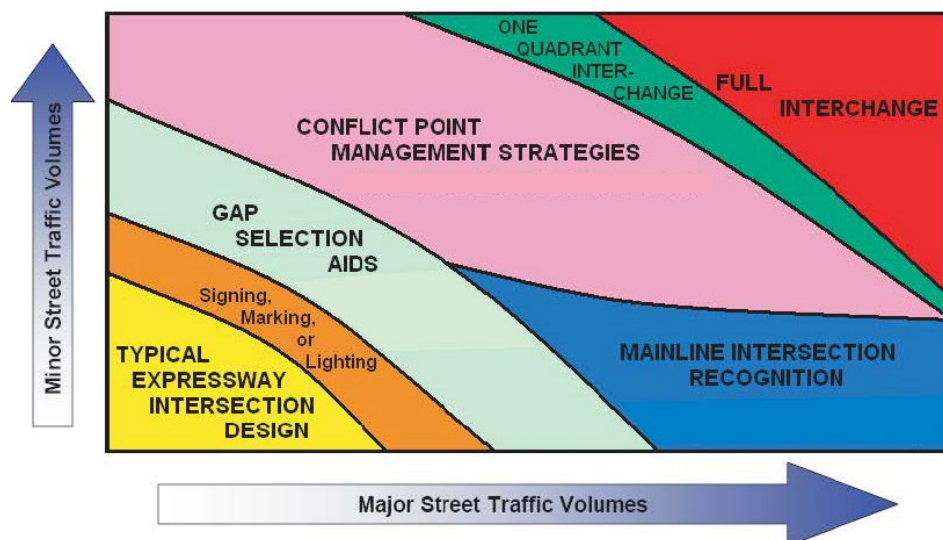 Minor Street Traffic Volumes
ONE
QUADRANT
INTER-
CHANGE
FULL
INTERCHANGE
CONFLICT POINT
MANAGEMENT STRATEGIES
GAP
SELECTION
AIDS
Signing,
Marking,
or
Lighting
TYPICAL
EXPRESSWAY
INTERSECTION
DESIGN
MAINLINE INTERSECTION
RECOGNITION
Major Street Traffic Volumes